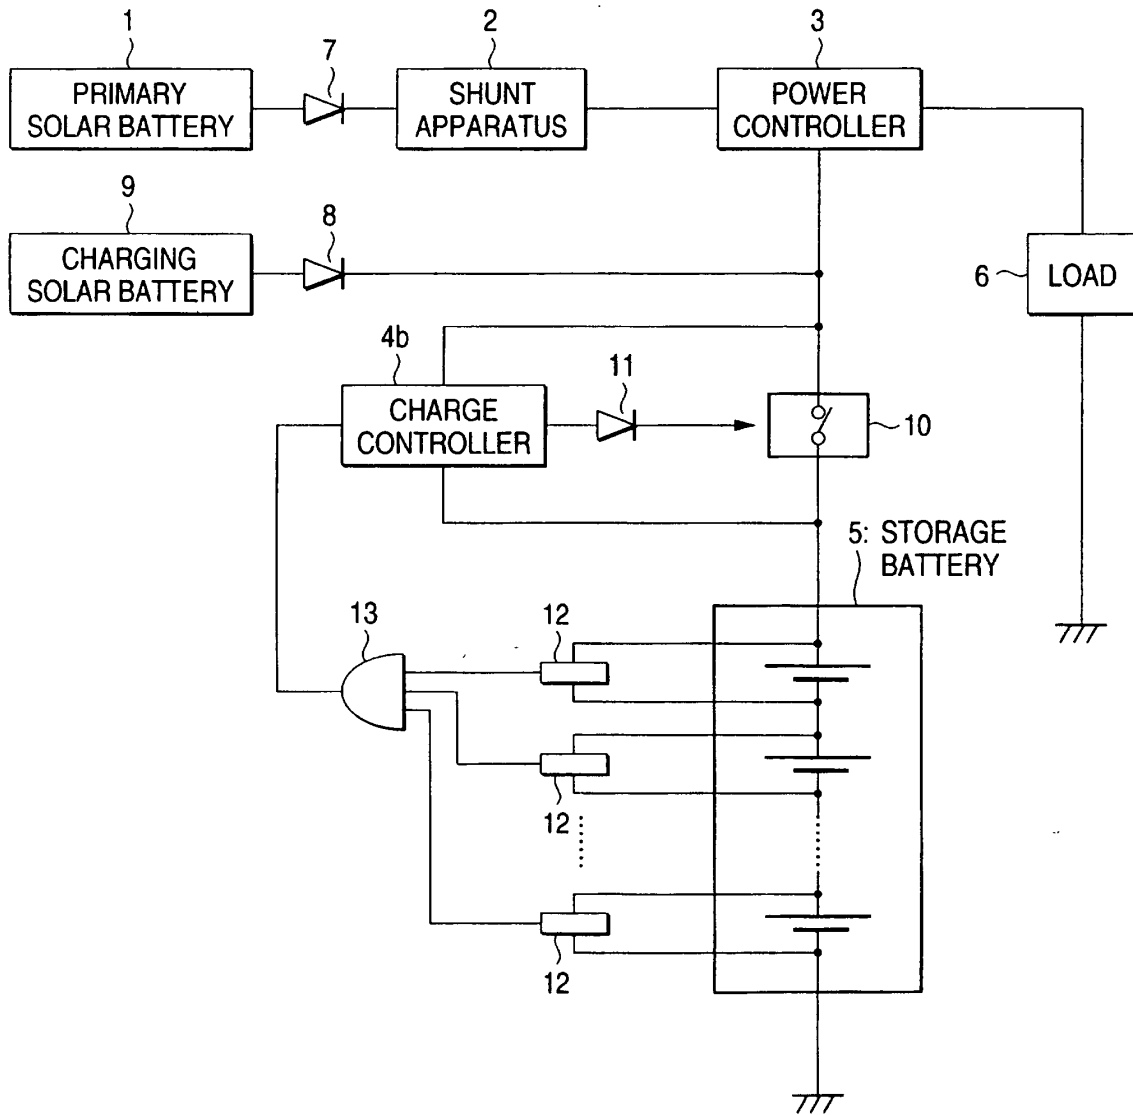 1
7
2
3
PRIMARY
SOLAR BATTERY
SHUNT
APPARATUS
POWER
CONTROLLER
9
8
CHARGING
SOLAR BATTERY
6
LOAD
4b
11
CHARGE
CONTROLLER
10
5: STORAGE
BATTERY
13
12
12
12